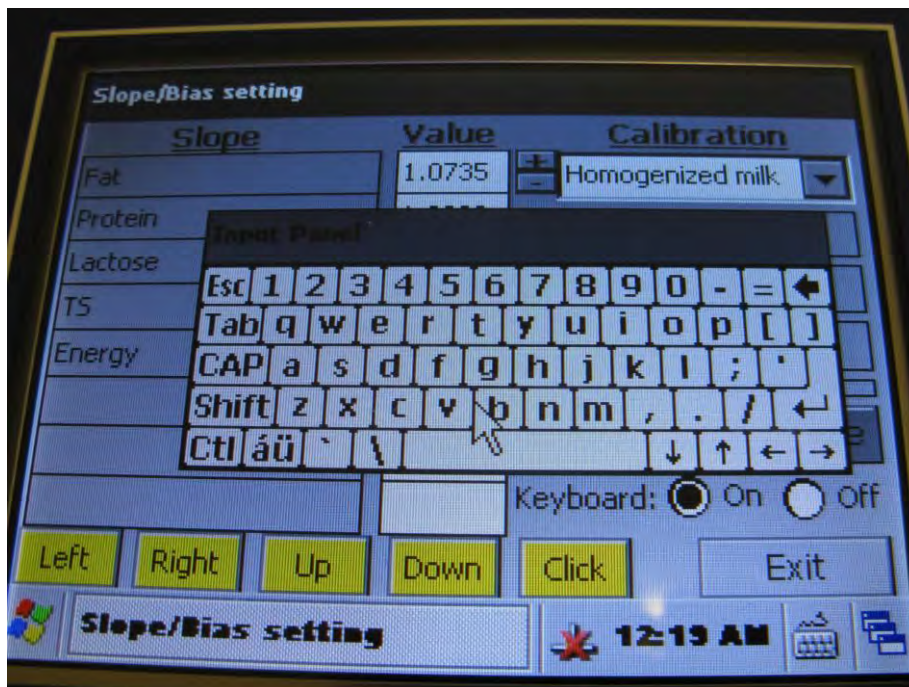 Slope/Bias setting
Slope Value Calibration
Fat 1.0735 + - Homogenized milk
Protein
Input Panel
Lactose
Esc 1 2 3 4 5 6 7 8 9 0 - =
TS
Tab q w e r t y u i o p [ ]
Energy
CAP a s d f g h j k l ; '
Shift z x c v b n m , . /
Ctl áü ` \ ↓ ↑ ← →
Keyboard: On Off
Left Right Up Down Click Exit
Slope/Bias setting 12:19 AM